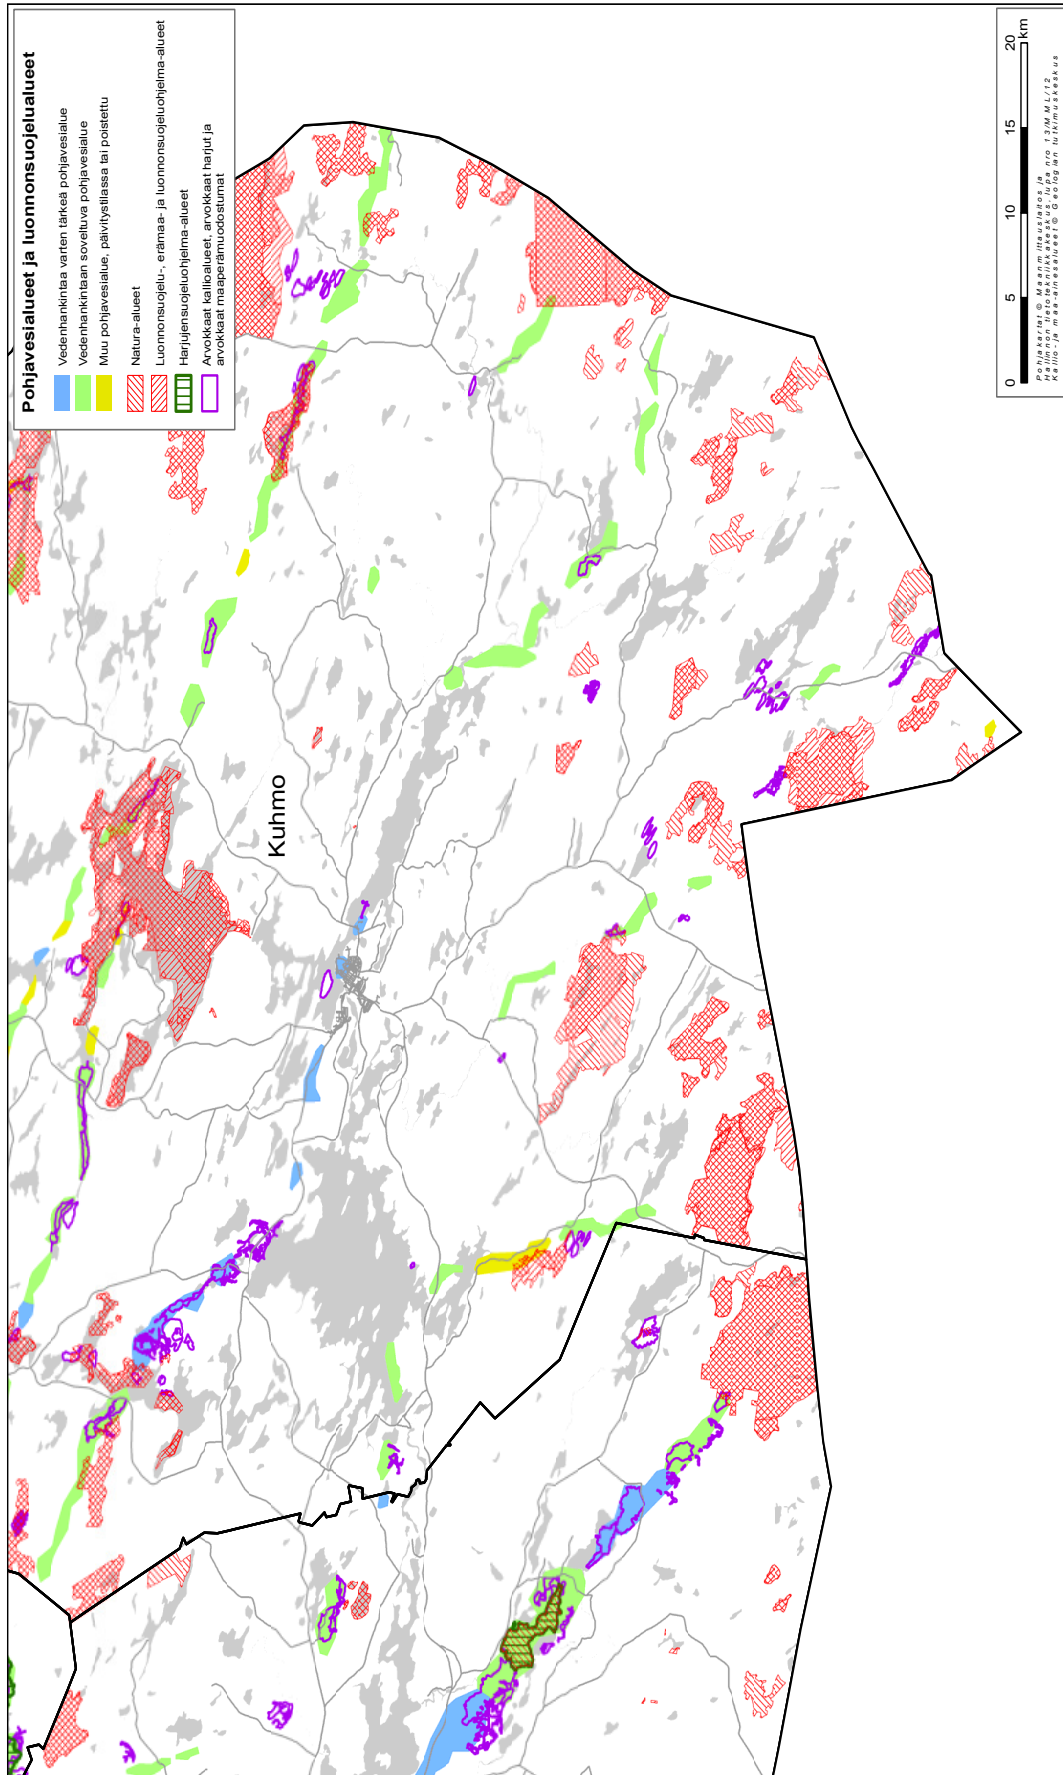 Pohjavesialueet ja luonnonsuojelualueet
Vedenhankintaa varten tärkeä pohjavesialue
Vedenhankintaan soveltuva pohjavesialue
Muu pohjavesialue, päivitystilassa tai poistettu
Natura-alueet
Luonnonsuojelu-, erämaa- ja luonnonsuojeluohjelma-alueet
Harjujensuojeluohjelma-alueet
Arvokkaat kallioalueet, arvokkaat harjut ja
arvokkaat maaperämuodostumat
Kuhmo
0 5 10 15 20
km
Pohjakartat © Maanmittauslaitos ja
Hallinnon tietotekniikkakeskus, lupa nro 13/MML/12
Kallio- ja maa-ainesalueet © Geologian tutkimuskeskus